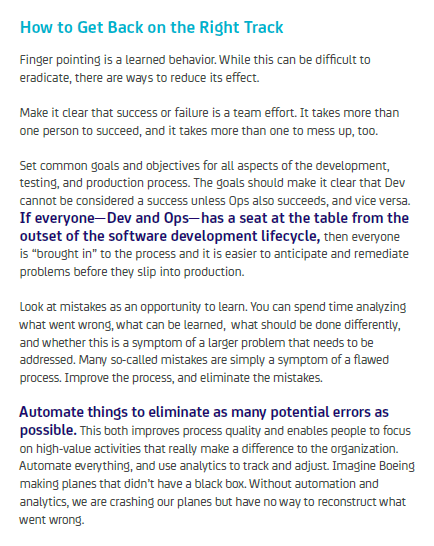 How to Get Back on the Right Track
Finger pointing is a learned behavior. While this can be difficult to
eradicate, there are ways to reduce its effect.
Make it clear that success or failure is a team effort. It takes more than
one person to succeed, and it takes more than one to mess up, too.
Set common goals and objectives for all aspects of the development,
testing, and production process. The goals should make it clear that Dev
cannot be considered a success unless Ops also succeeds, and vice versa.
If everyone—Dev and Ops—has a seat at the table from the
outset of the software development lifecycle, then everyone
is “brought in” to the process and it is easier to anticipate and remediate
problems before they slip into production.
Look at mistakes as an opportunity to learn. You can spend time analyzing
what went wrong, what can be learned, what should be done differently,
and whether this is a symptom of a larger problem that needs to be
addressed. Many so-called mistakes are simply a symptom of a flawed
process. Improve the process, and eliminate the mistakes.
Automate things to eliminate as many potential errors as
possible. This both improves process quality and enables people to focus
on high-value activities that really make a difference to the organization.
Automate everything, and use analytics to track and adjust. Imagine Boeing
making planes that didn’t have a black box. Without automation and
analytics, we are crashing our planes but have no way to reconstruct what
went wrong.